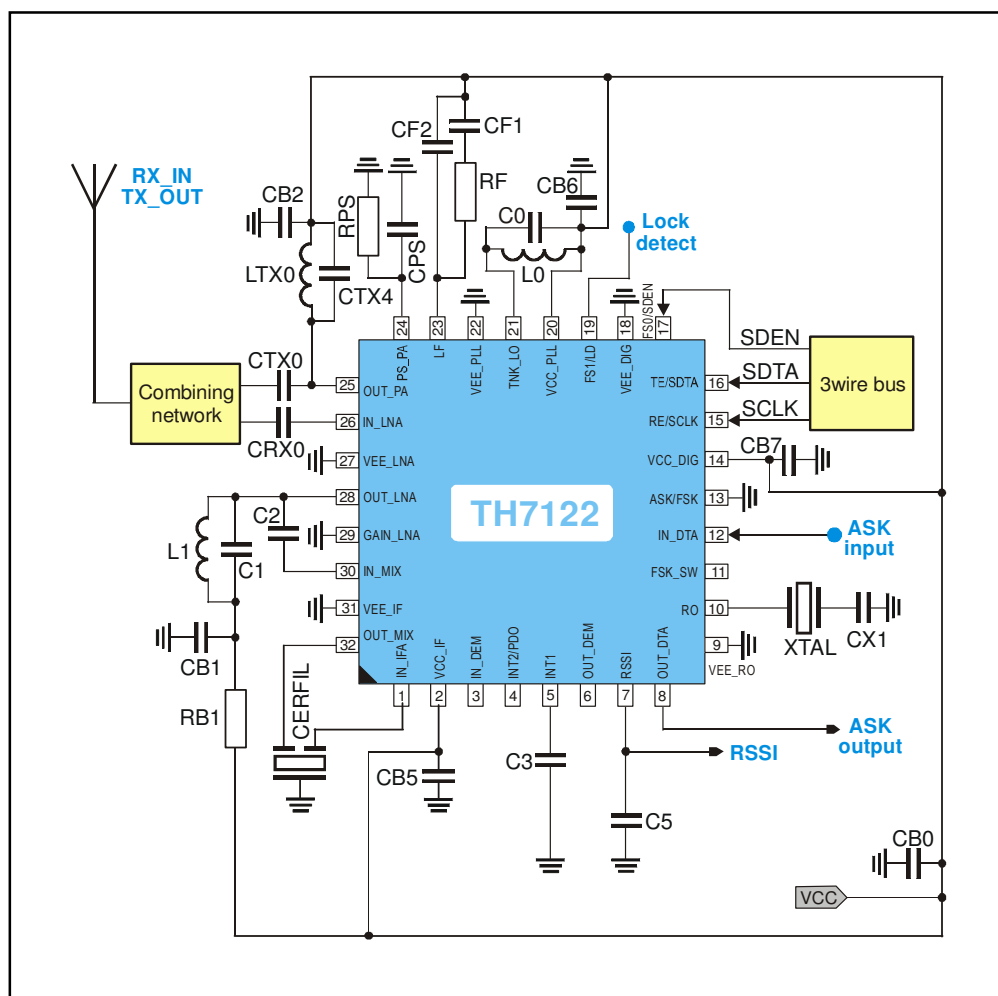 CF2
CF1
RX_IN
TX_OUT
CB2
RPS
RF
CB6
C0
Lock
detect
LTX0
CTX4
CPS
L0
24
23
22
21
20
19
18
17
FS0/SDEN
PS_PA
LF
VEE_PLL
TNK_LO
VCC_PLL
FS1/LD
VEE_DIG
SDEN
SDTA
SCLK
3wire bus
CTX0
Combining
network
CRX0
25
OUT_PA
26
IN_LNA
27
VEE_LNA
28
OUT_LNA
29
GAIN_LNA
30
IN_MIX
31
VEE_IF
32
OUT_MIX
TE/SDTA
16
RE/SCLK
15
VCC_DIG
14
CB7
ASK/FSK
13
IN_DTA
12
ASK
input
FSK_SW
11
RO
10
9
VEE_RO
XTAL
CX1
TH7122
C2
L1
C1
CB1
RB1
CERFIL
IN_IFA
VCC_IF
IN_DEM
INT2/PDO
INT1
OUT_DEM
RSSI
OUT_DTA
1
2
3
4
5
6
7
8
CB5
C3
C5
RSSI
ASK
output
CB0
VCC